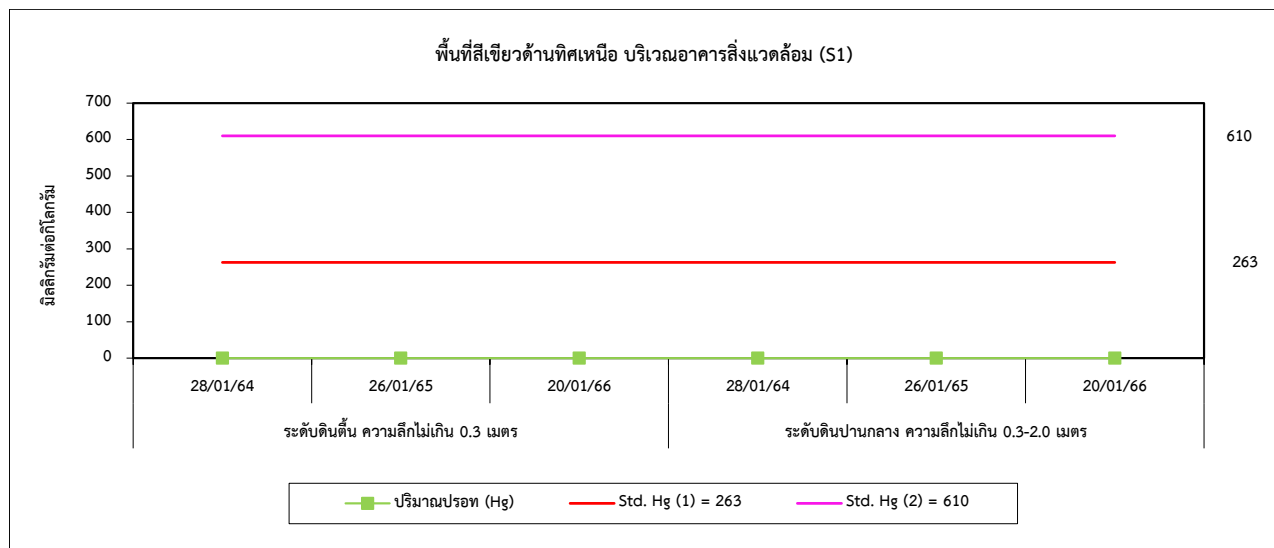 พื้นที่สีเขียวด้านทิศเหนือ บริเวณอาคารสิ่งแวดล้อม (S1)
มิลลิกรัมต่อกิโลกรัม
700
600
500
400
300
200
100
0
610
263
28/01/64 26/01/65 20/01/66 28/01/64 26/01/65 20/01/66
ระดับดินตื้น ความลึกไม่เกิน 0.3 เมตร ระดับดินปานกลาง ความลึกไม่เกิน 0.3-2.0 เมตร
ปริมาณปรอท (Hg) Std. Hg (1) = 263 Std. Hg (2) = 610